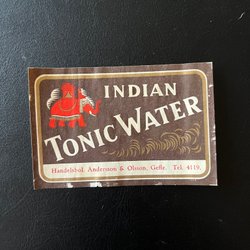 INDIAN
TONIC WATER
Handelsbol. Andersson & Olsson, Gefle. Tel. 4119.